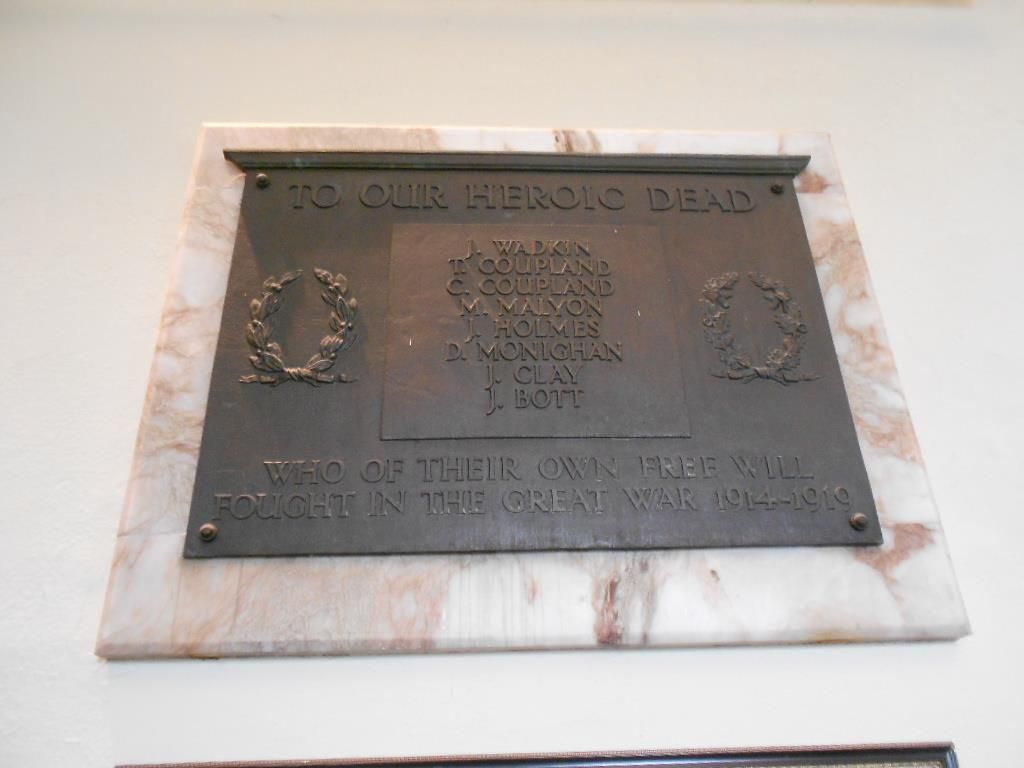 TO OUR HEROIC DEAD
J. WADKIN
T. COUPLAND
C. COUPLAND
M. MALYON
J. HOLMES
D. MONIGHAN
J. CLAY
J. BOTT
WHO OF THEIR OWN FREE WILL
FOUGHT IN THE GREAT WAR 1914-1919